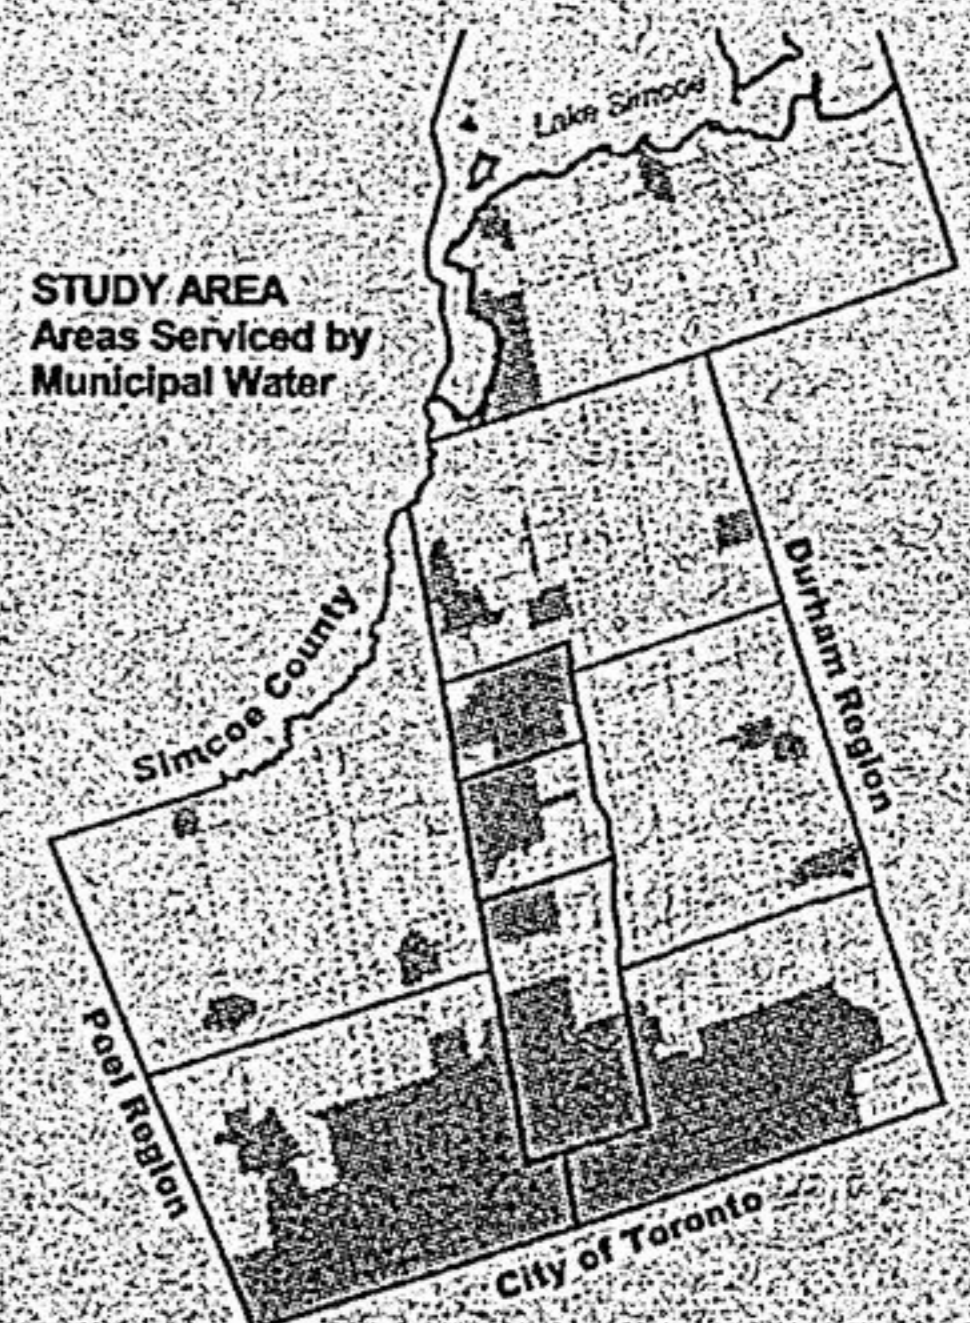 Lake Simcoe
STUDY AREA
Areas Serviced by
Municipal Water
Simcoe County
Durham Region
Peel Region
City of Toronto